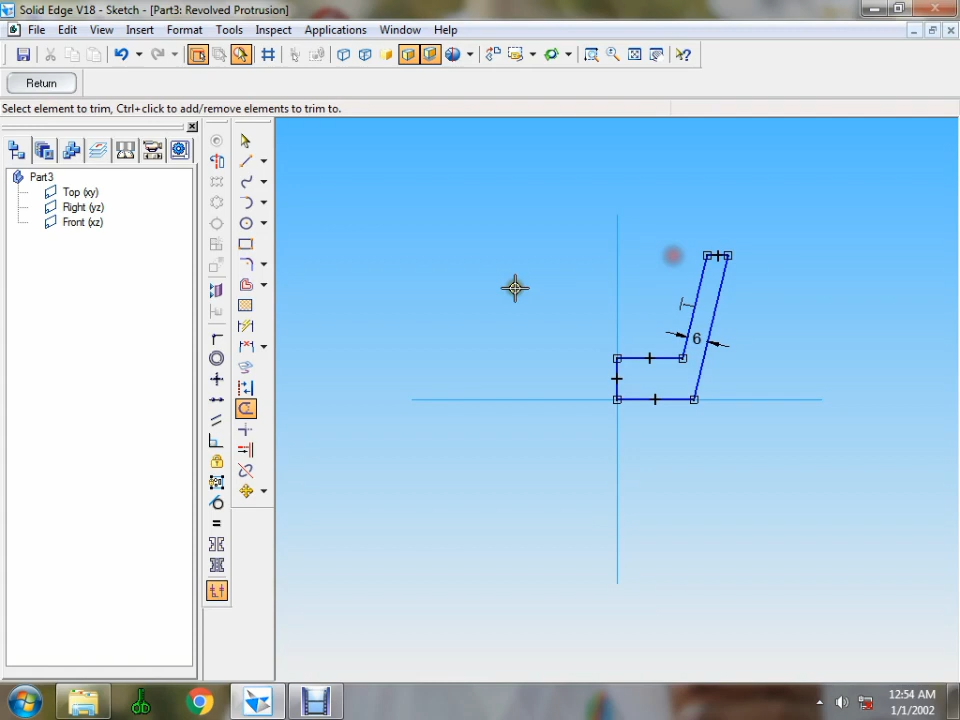 Solid Edge V18 - Sketch - [Part3: Revolved Protrusion]
File Edit View Insert Format Tools Inspect Applications Window Help
Return
Select element to trim, Ctrl+click to add/remove elements to trim to.
Part3
Top (xy)
Right (yz)
Front (xz)
6
12:54 AM
1/1/2002